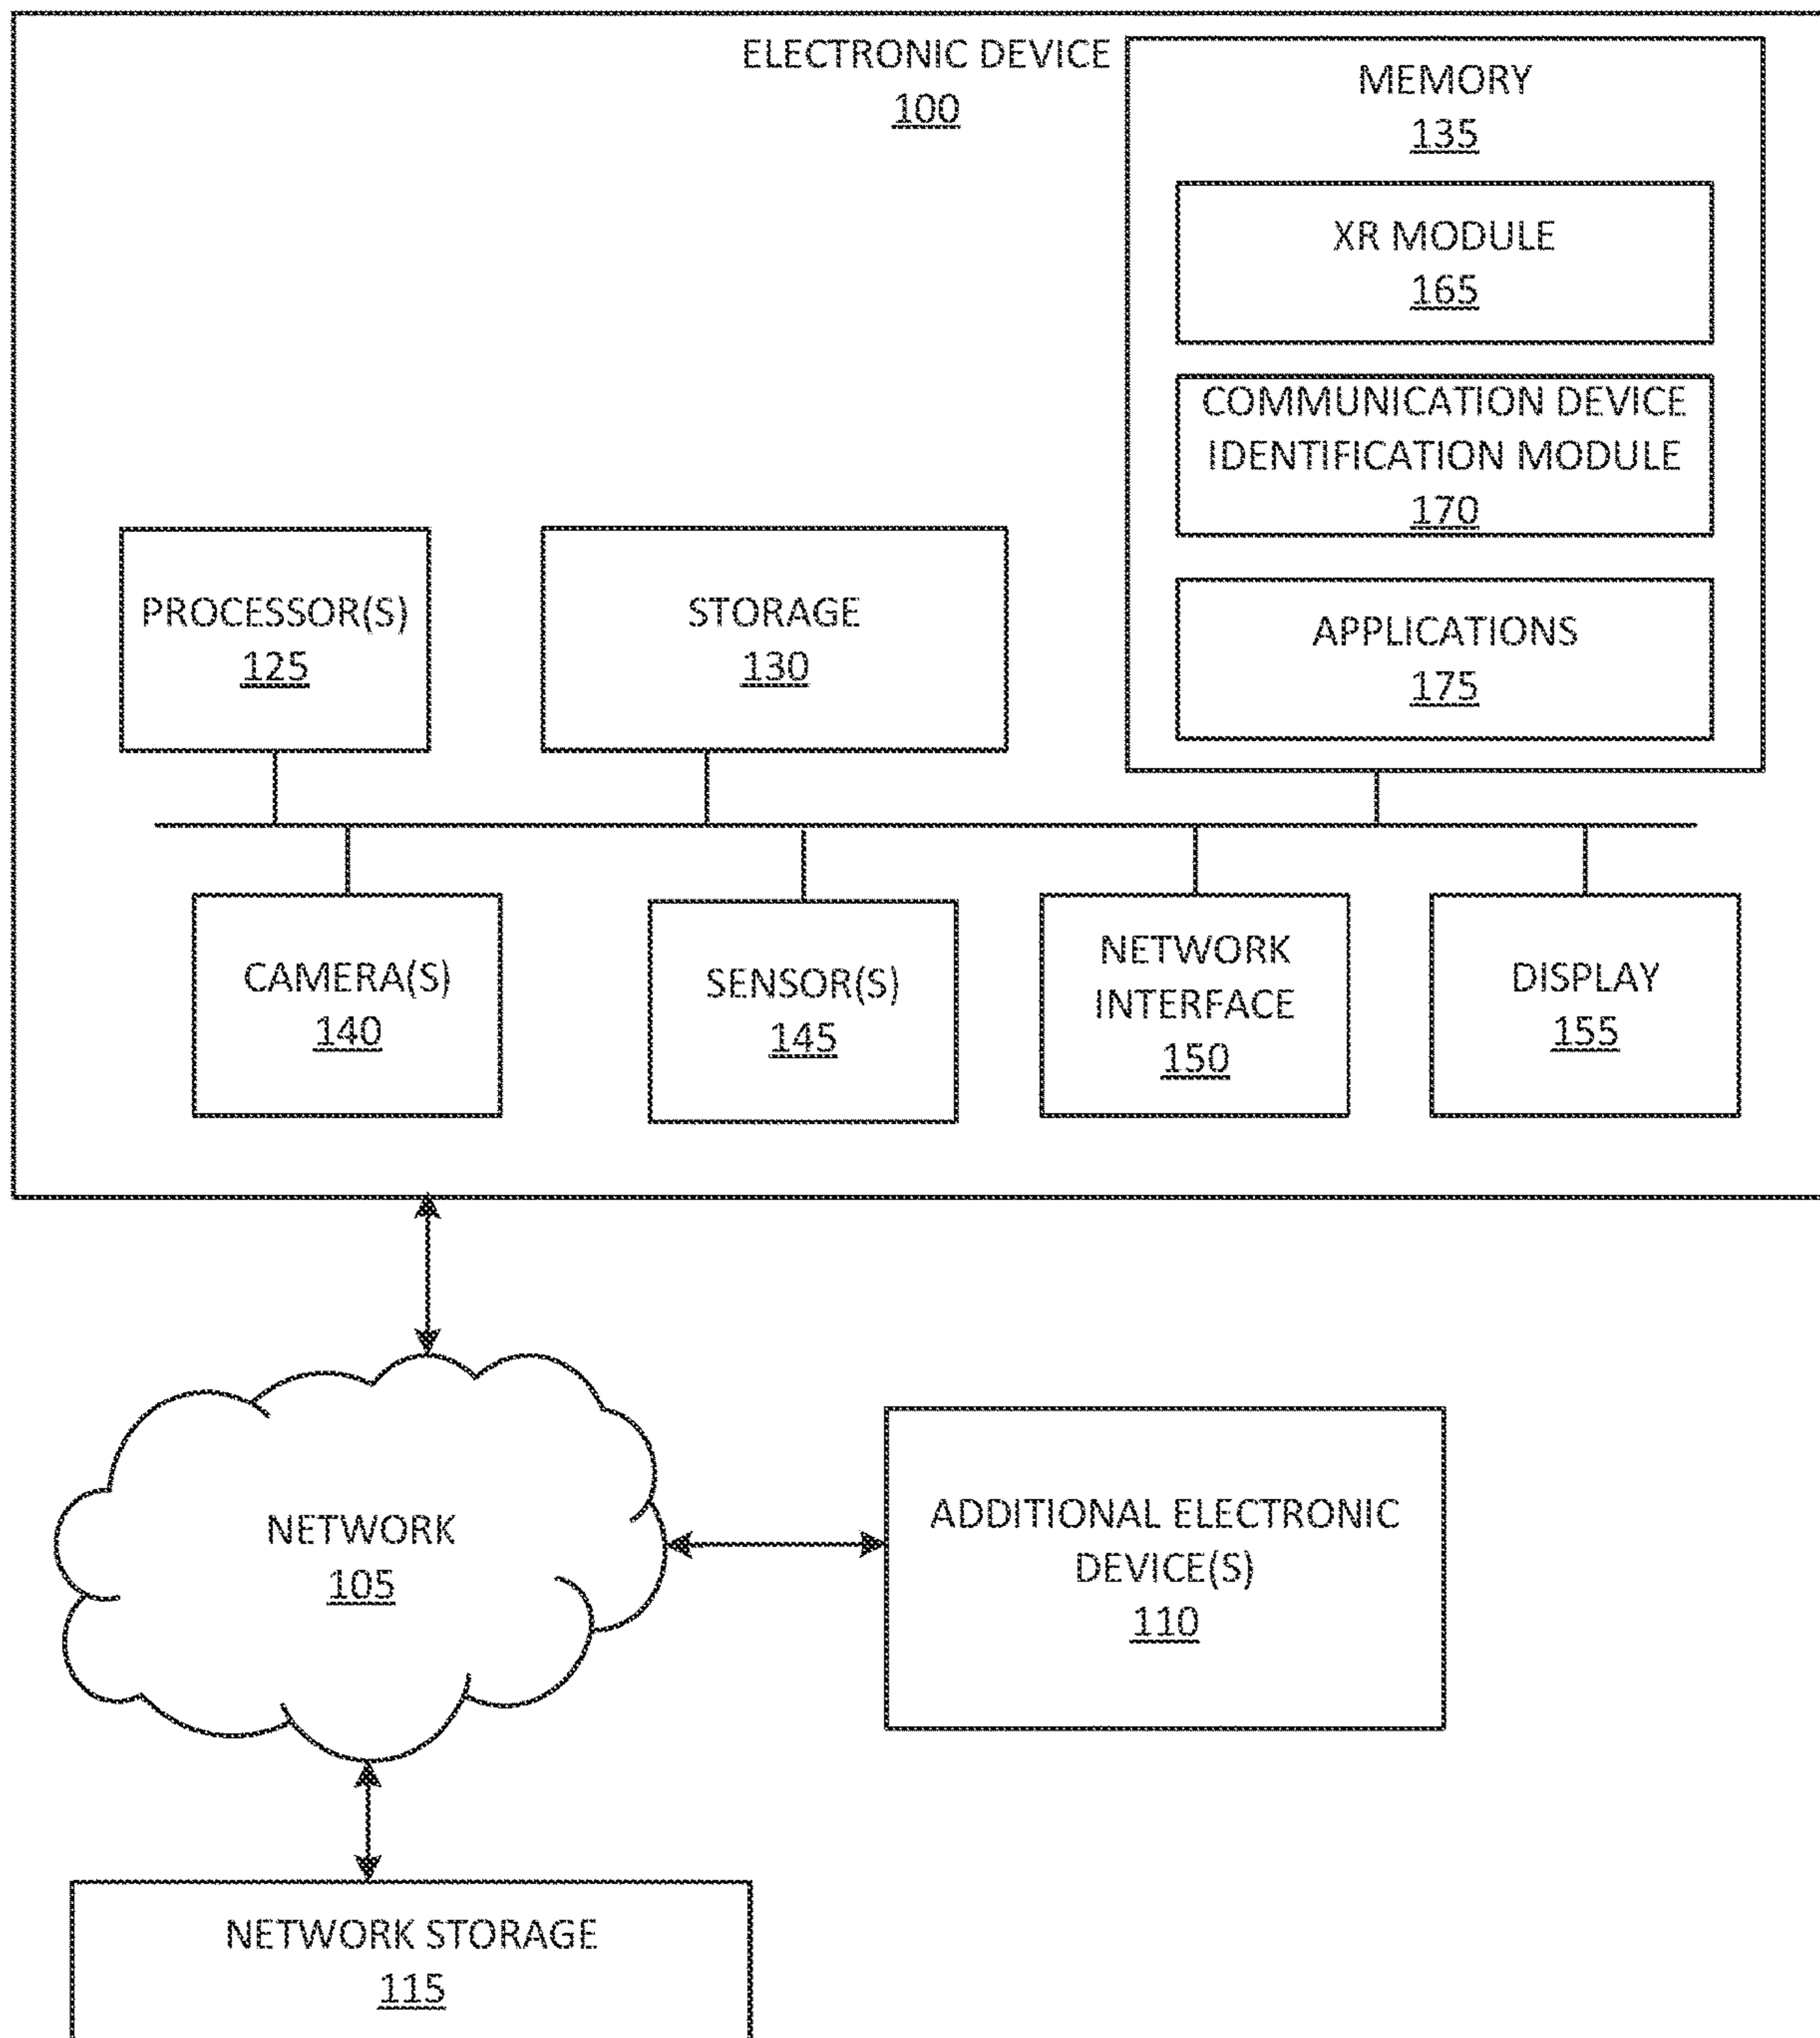 ELECTRONIC DEVICE
100
MEMORY
135
XR MODULE
165
COMMUNICATION DEVICE
IDENTIFICATION MODULE
170
APPLICATIONS
175
PROCESSOR(S)
125
STORAGE
130
CAMERA(S)
140
SENSOR(S)
145
NETWORK
INTERFACE
150
DISPLAY
155
NETWORK
105
ADDITIONAL ELECTRONIC
DEVICE(S)
110
NETWORK STORAGE
115